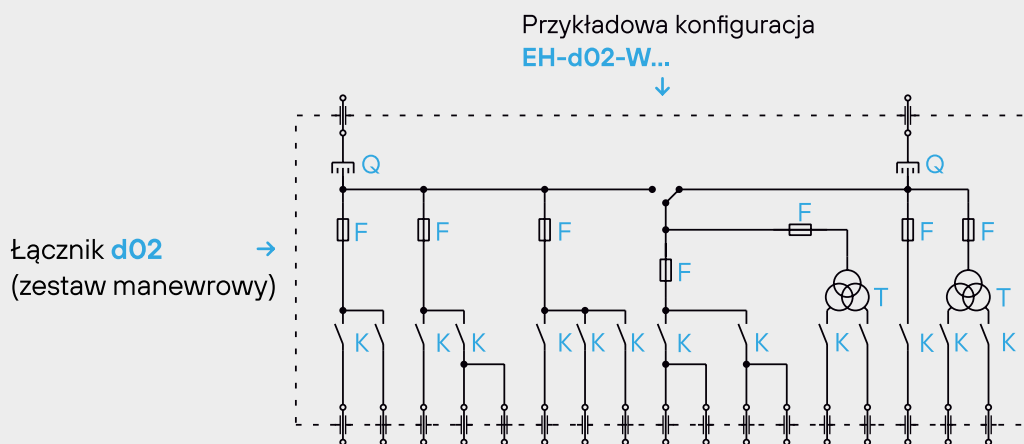 Przykładowa konfiguracja
EH-d02-W...
Q
Q
F
F
F
F
F
F
Łącznik d02
(zestaw manewrowy)
F
T
T
K
K
K
K
K
K
K
K
K
K
K
K